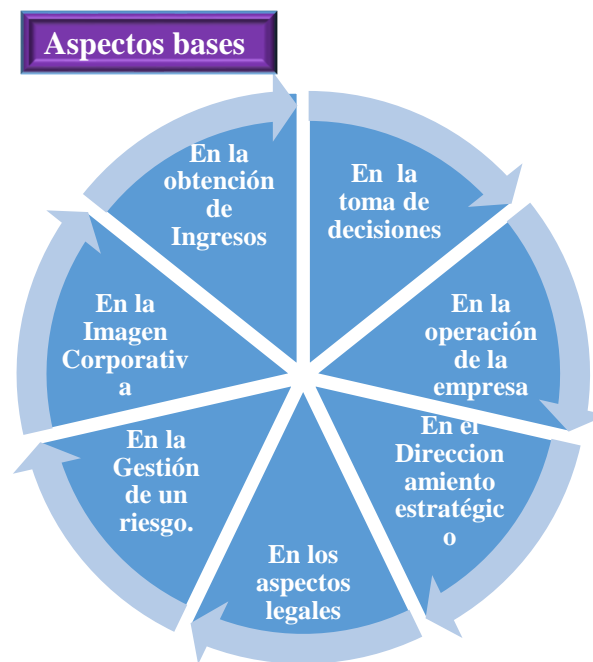 Aspectos bases
En la
toma de
decisiones
En la
operación
de la
empresa
En el
Direccion
amiento
estratégic
o
En los
aspectos
legales
En la
Gestión
de un
riesgo.
En la
Imagen
Corporativ
a
En la
obtención
de
Ingresos